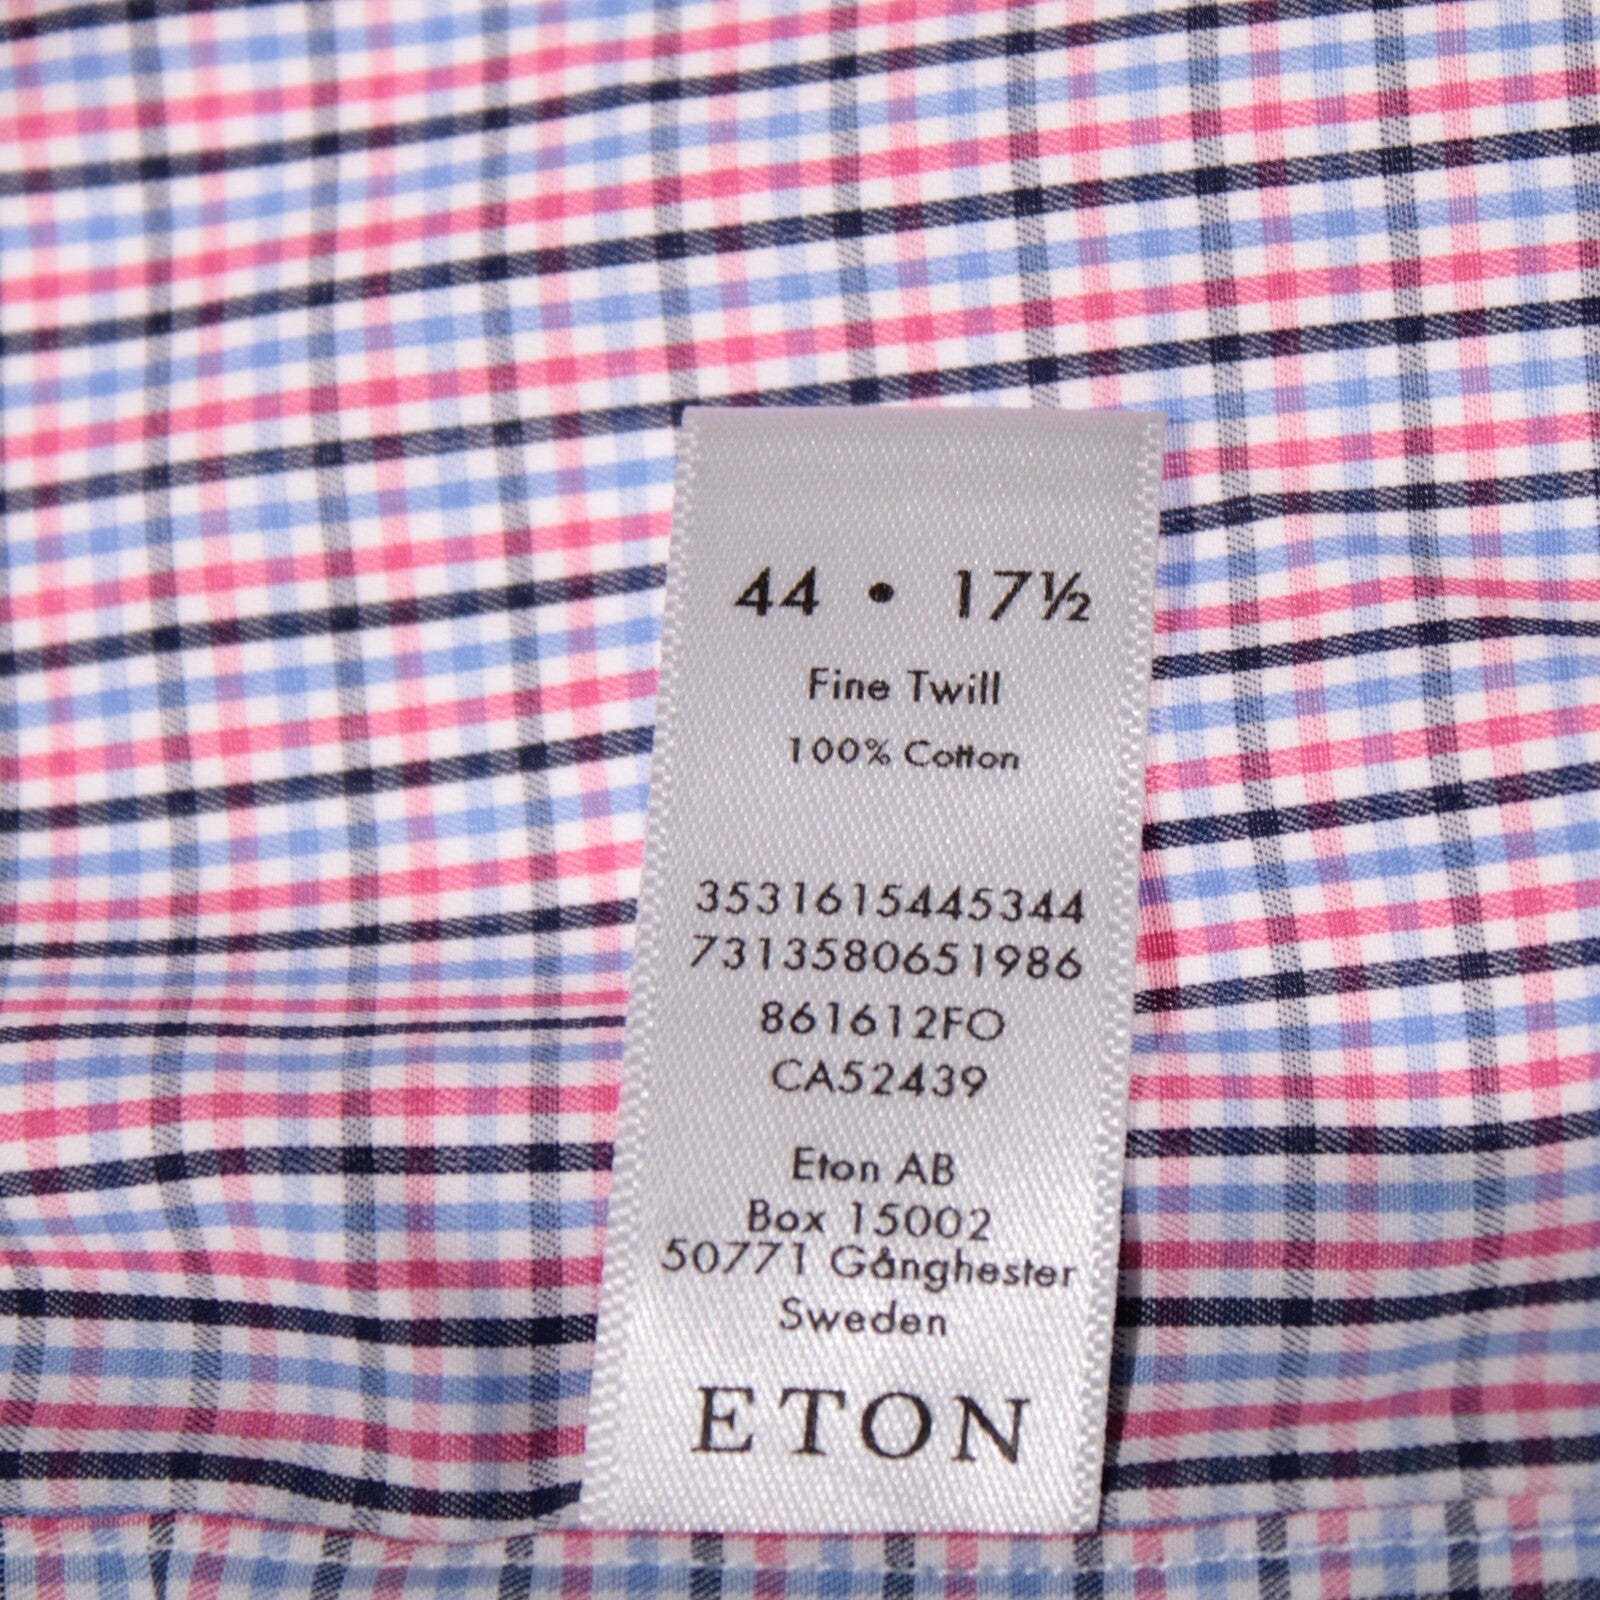 44 • 17½
Fine Twill
100% Cotton
3531615445344
7313580651986
861612FO
CA52439
Eton AB
Box 15002
50771 Gånghester
Sweden
ETON